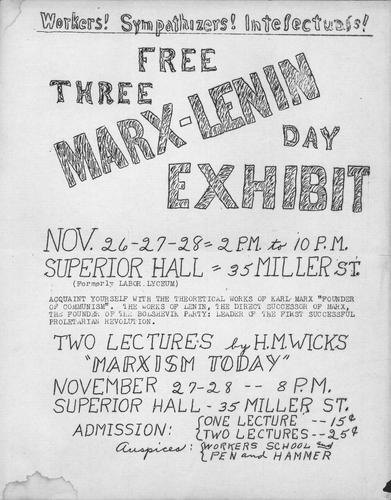 Workers! Sympathizers! Intellectuals!
FREE
THREE
MARX-LENIN
DAY
EXHIBIT
NOV. 26-27-28 = 2 P.M. to 10 P.M.
SUPERIOR HALL = 35 MILLER ST.
(Formerly LABOR LYCEUM)
ACQUAINT YOURSELF WITH THE THEORETICAL WORKS OF KARL MARX "FOUNDER
OF COMMUNISM". THE WORKS OF LENIN, THE DIRECT SUCCESSOR OF MARX,
THE FOUNDER OF THE BOLSHEVIK PARTY: LEADER OF THE FIRST SUCCESSFUL
PROLETARIAN REVOLUTION.
TWO LECTURES by H.M.WICKS
"MARXISM TODAY"
NOVEMBER 27-28 -- 8 P.M.
SUPERIOR HALL - 35 MILLER ST.
ADMISSION: {ONE LECTURE -- 15¢
{TWO LECTURES -- 25¢
Auspices: {WORKERS SCHOOL and
{PEN and HAMMER